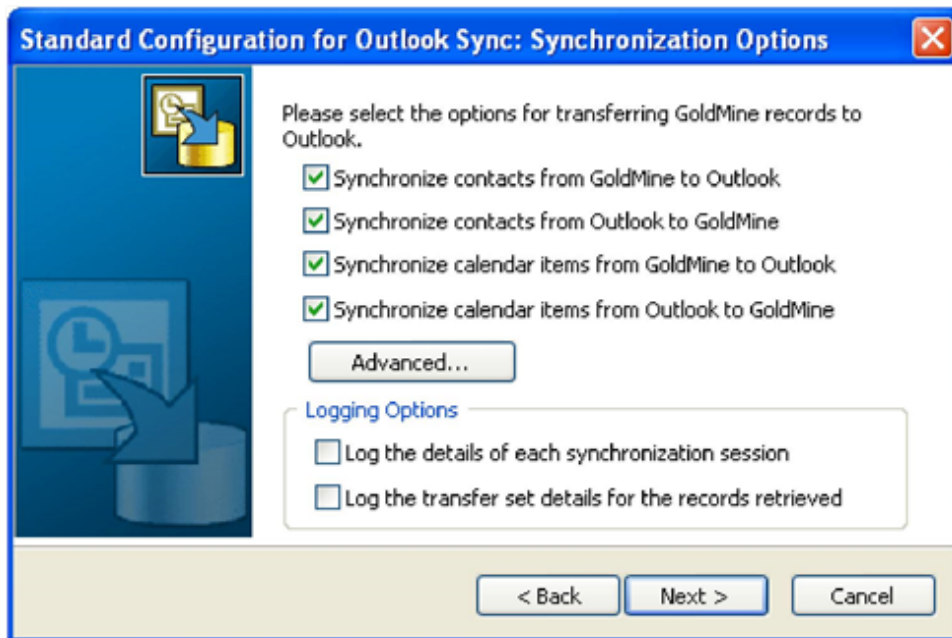 Standard Configuration for Outlook Sync: Synchronization Options
Please select the options for transferring GoldMine records to
Outlook.
Synchronize contacts from GoldMine to Outlook
Synchronize contacts from Outlook to GoldMine
Synchronize calendar items from GoldMine to Outlook
Synchronize calendar items from Outlook to GoldMine
Advanced...
Logging Options
Log the details of each synchronization session
Log the transfer set details for the records retrieved
< Back Next > Cancel